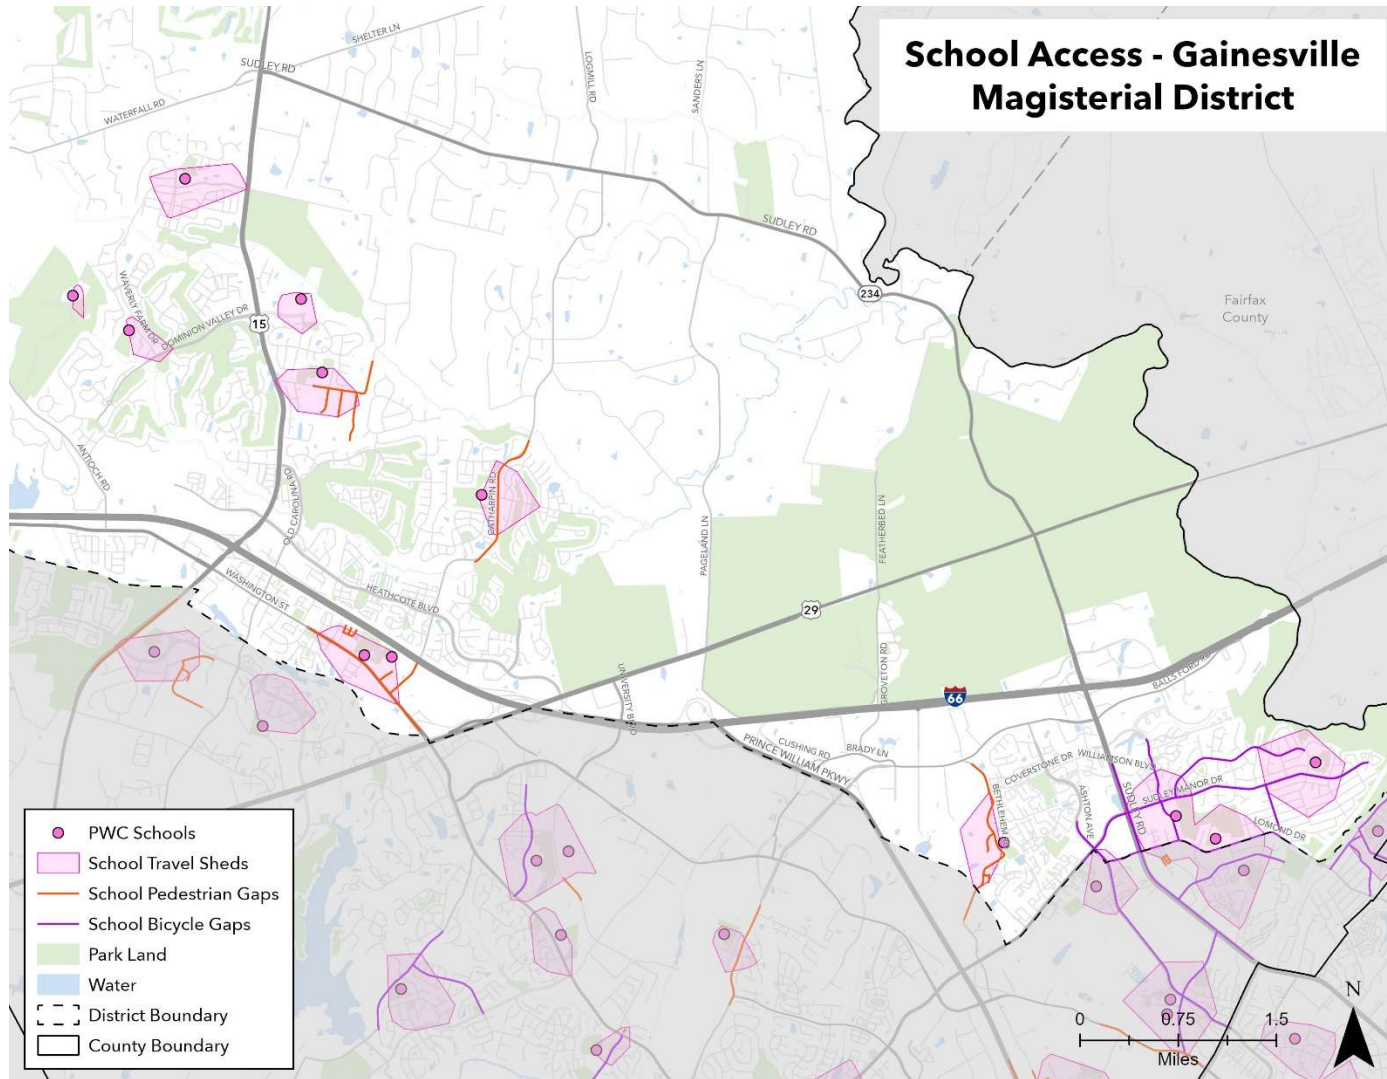 School Access - Gainesville
Magisterial District
SHELTER LN
SUDLEY RD
WATERFALL RD
LOGMILL RD
SANDERS LN
SUDLEY RD
234
Fairfax
County
WAVERLY FARM DR
DOMINION VALLEY DR
15
ANTIOCH RD
OLD CAROLINA RD
CATHARPIN RD
PAGELAND LN
FEATHERBED LN
WASHINGTON ST
HEATHCOTE BLVD
29
UNIVERSITY BLVD
GROVETON RD
66
BALLS FORD RD
PRINCE WILLIAM PKWY
CUSHING RD
BRADY LN
COVERSTONE DR
WILLIAMSON BLVD
BETHLEHEM
ASHTON AVE
SUDLEY RD
SUDLEY MANOR DR
LOMOND DR
PWC Schools
School Travel Sheds
School Pedestrian Gaps
School Bicycle Gaps
Park Land
Water
District Boundary
County Boundary
N
0 0.75 1.5
Miles